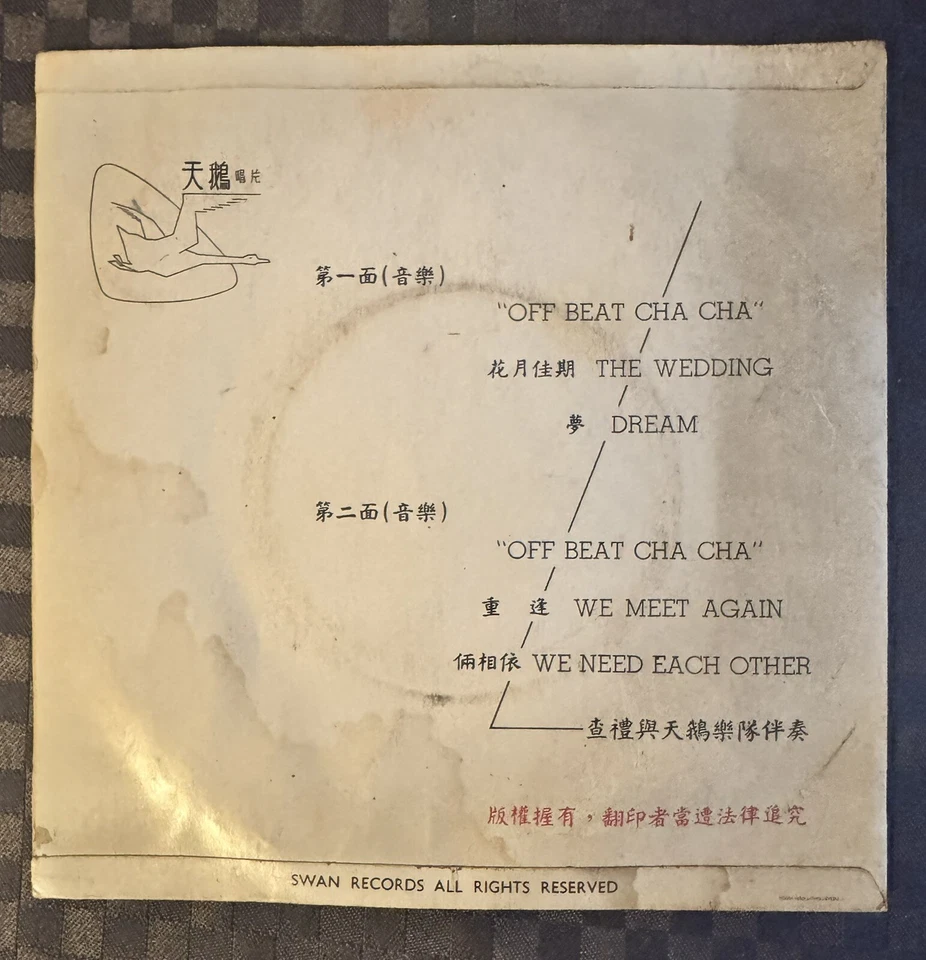 天鵝唱片
第一面(音樂)
"OFF BEAT CHA CHA"
花月佳期 THE WEDDING
夢 DREAM
第二面(音樂)
"OFF BEAT CHA CHA"
重 逢 WE MEET AGAIN
倆相依 WE NEED EACH OTHER
查禮與天鵝樂隊伴奏
版權握有，翻印者當遭法律追究
SWAN RECORDS ALL RIGHTS RESERVED